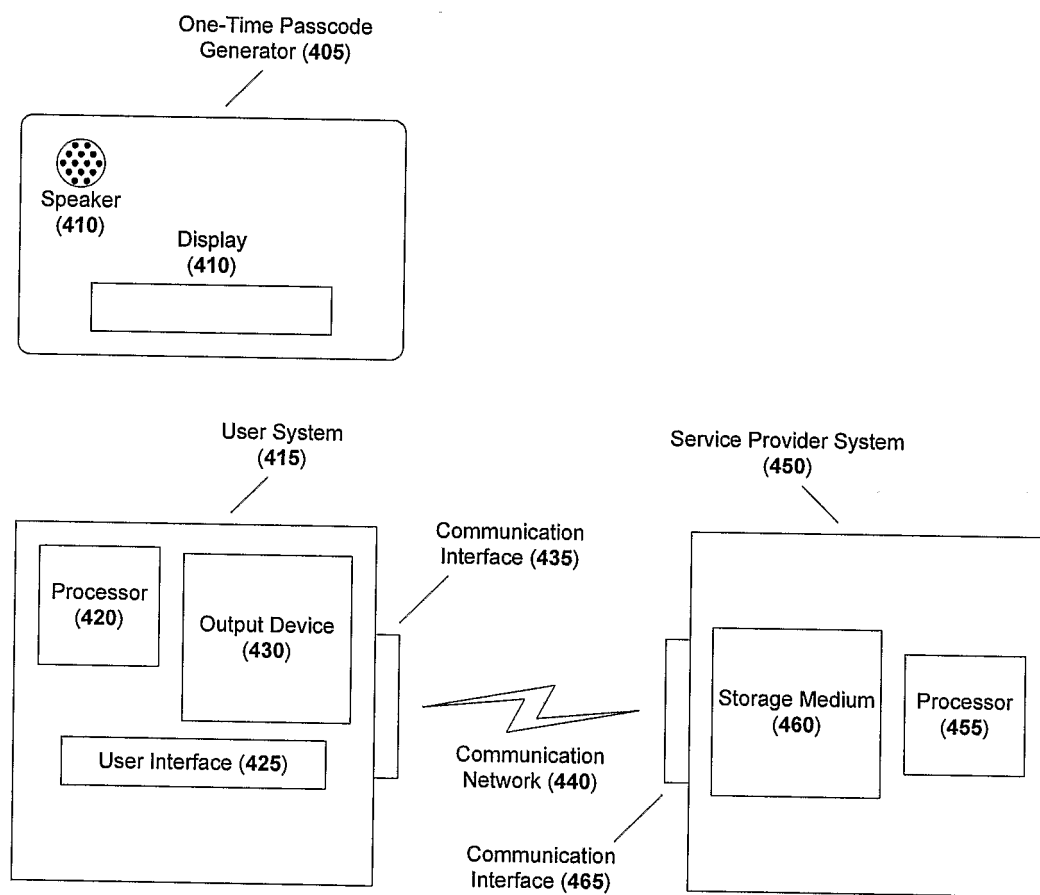 One-Time Passcode
Generator (405)
Speaker
(410)
Display
(410)
User System
(415)
Service Provider System
(450)
Communication
Interface (435)
Processor
(420)
Output Device
(430)
User Interface (425)
Communication
Network (440)
Storage Medium
(460)
Processor
(455)
Communication
Interface (465)